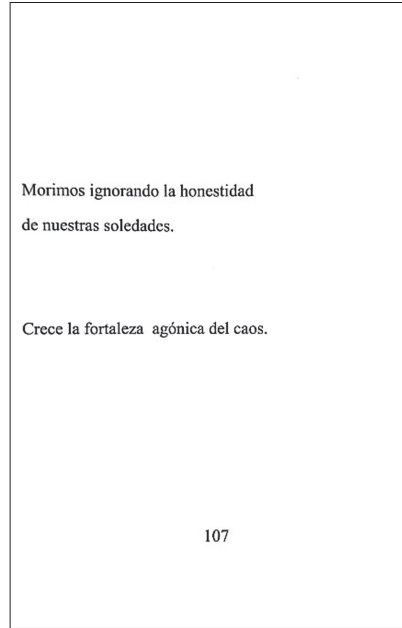 Morimos ignorando la honestidad
de nuestras soledades.
Crece la fortaleza agónica del caos.
107